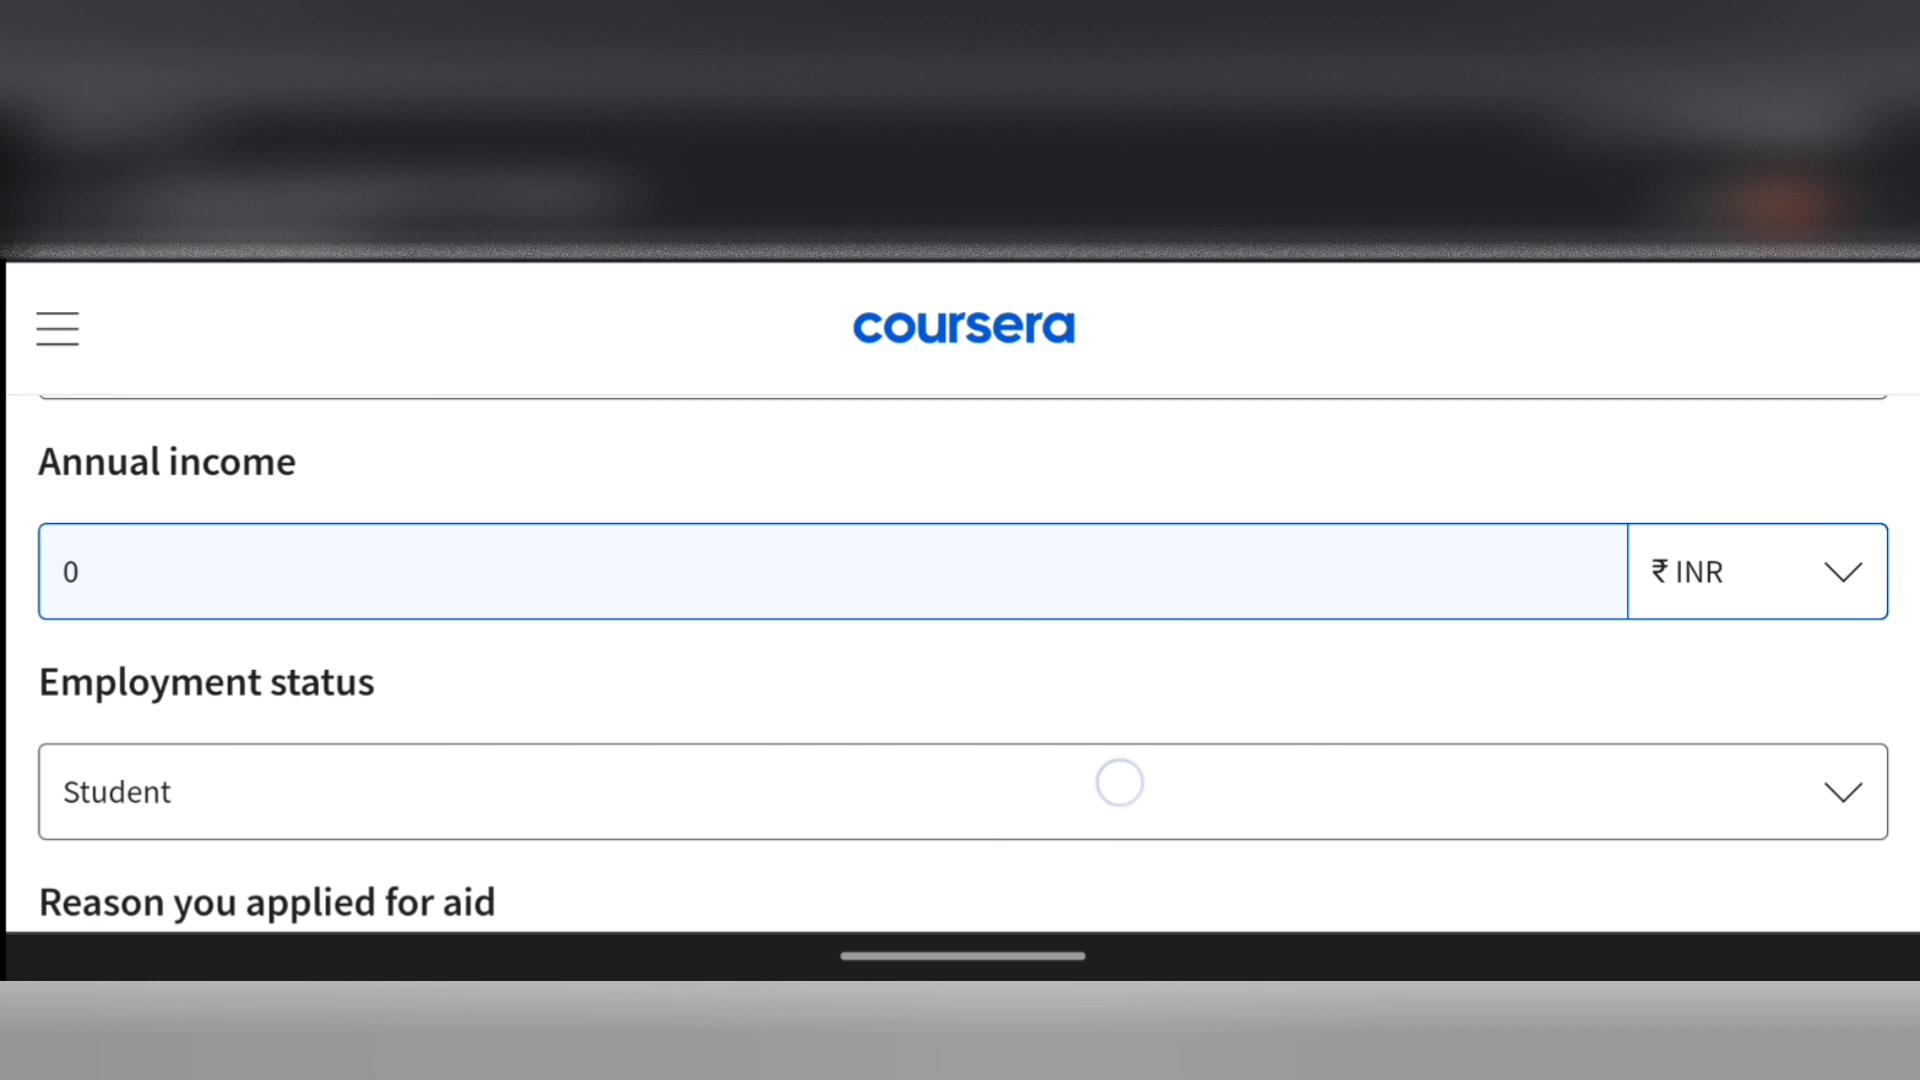 coursera
Annual income
0
₹ INR
Employment status
Student
Reason you applied for aid